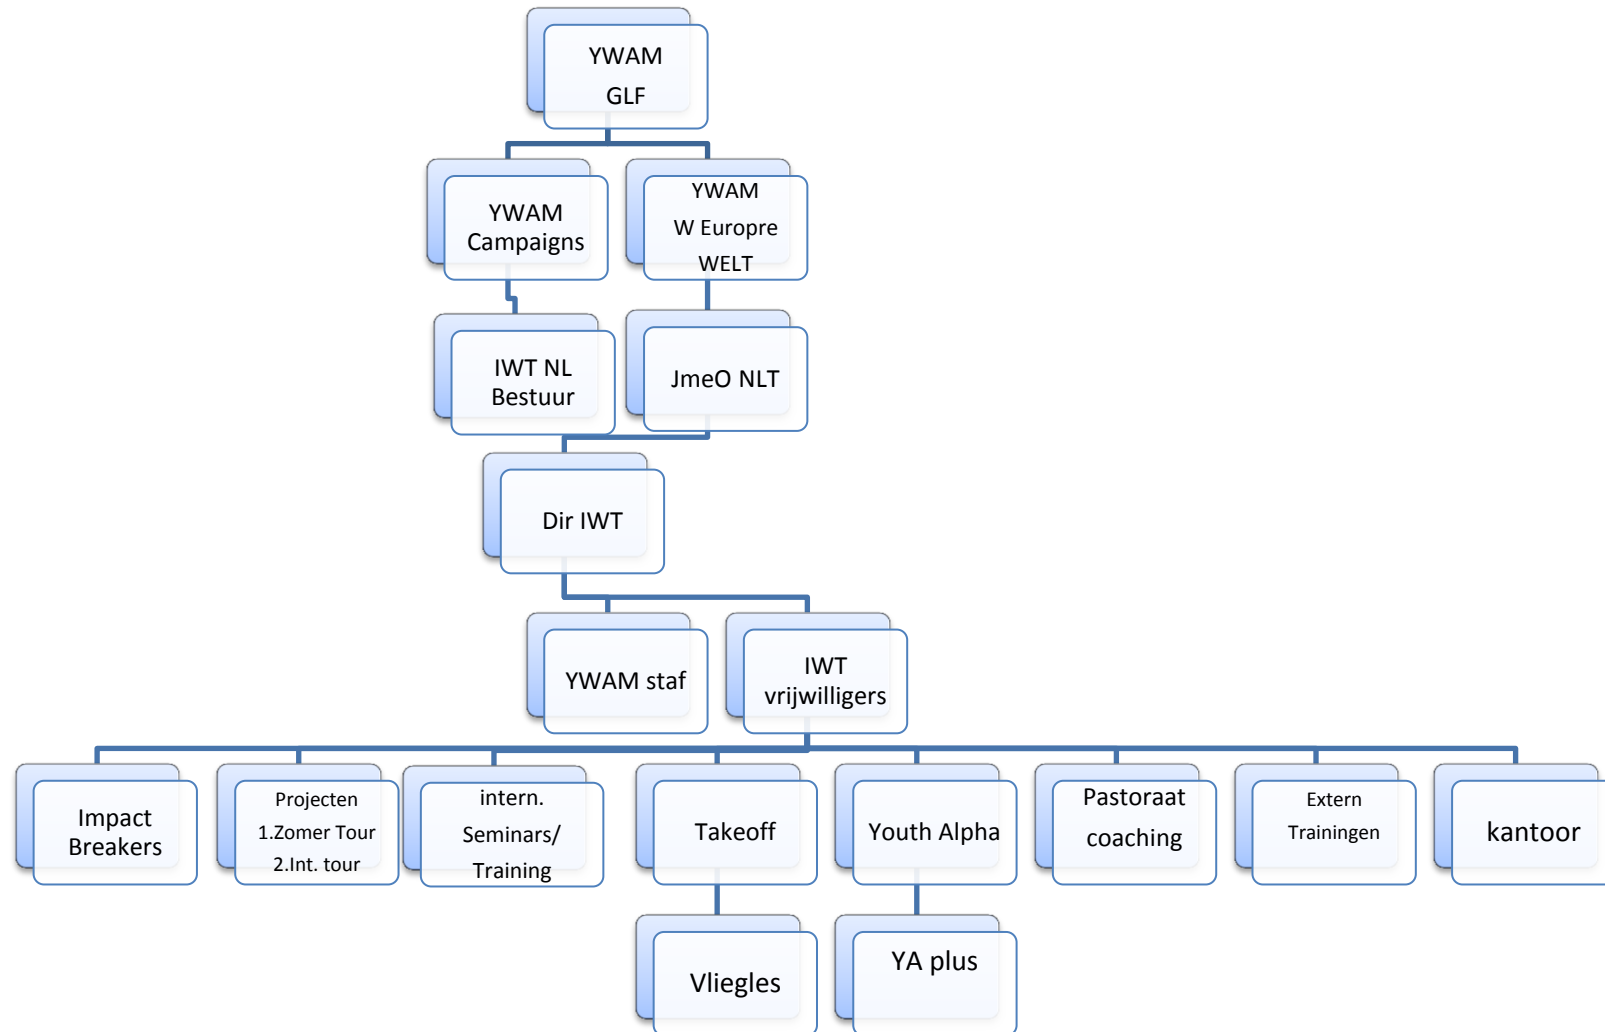 YWAM
GLF
YWAM
Campaigns
YWAM
W Europre
WELT
IWT NL
Bestuur
JmeO NLT
Dir IWT
YWAM staf
IWT
vrijwilligers
Impact
Breakers
Projecten
1.Zomer Tour
2.Int. tour
intern.
Seminars/
Training
Takeoff
Youth Alpha
Pastoraat
coaching
Extern
Trainingen
kantoor
Vliegles
YA plus